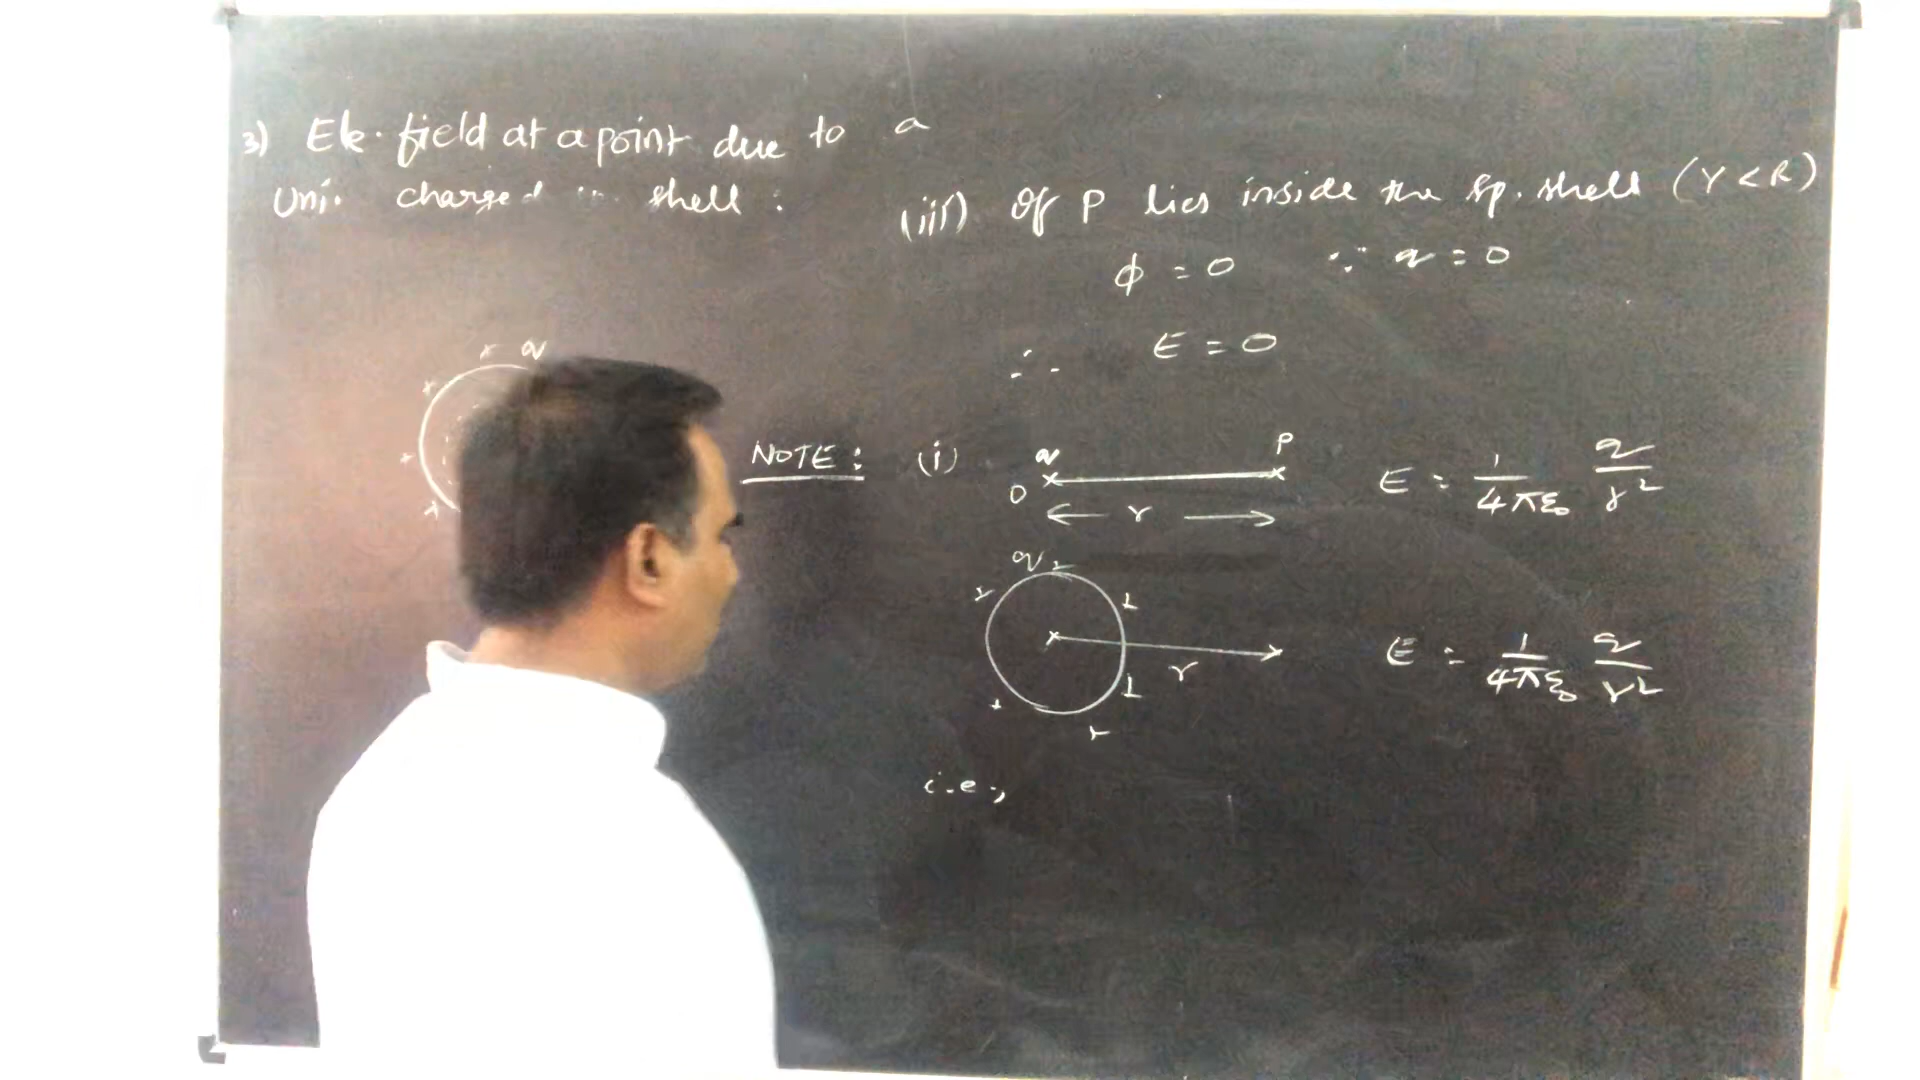 3) Ele. field at a point due to a
Uni. charged shell :
q
(iii) If P lies inside the sp. shell (r < R)
ϕ = 0 ∵ q = 0
∴ E = 0
NOTE : (i)
q P
O
r
E = 1/4πε₀ q/r²
q
r
E = 1/4πε₀ q/r²
i.e.,